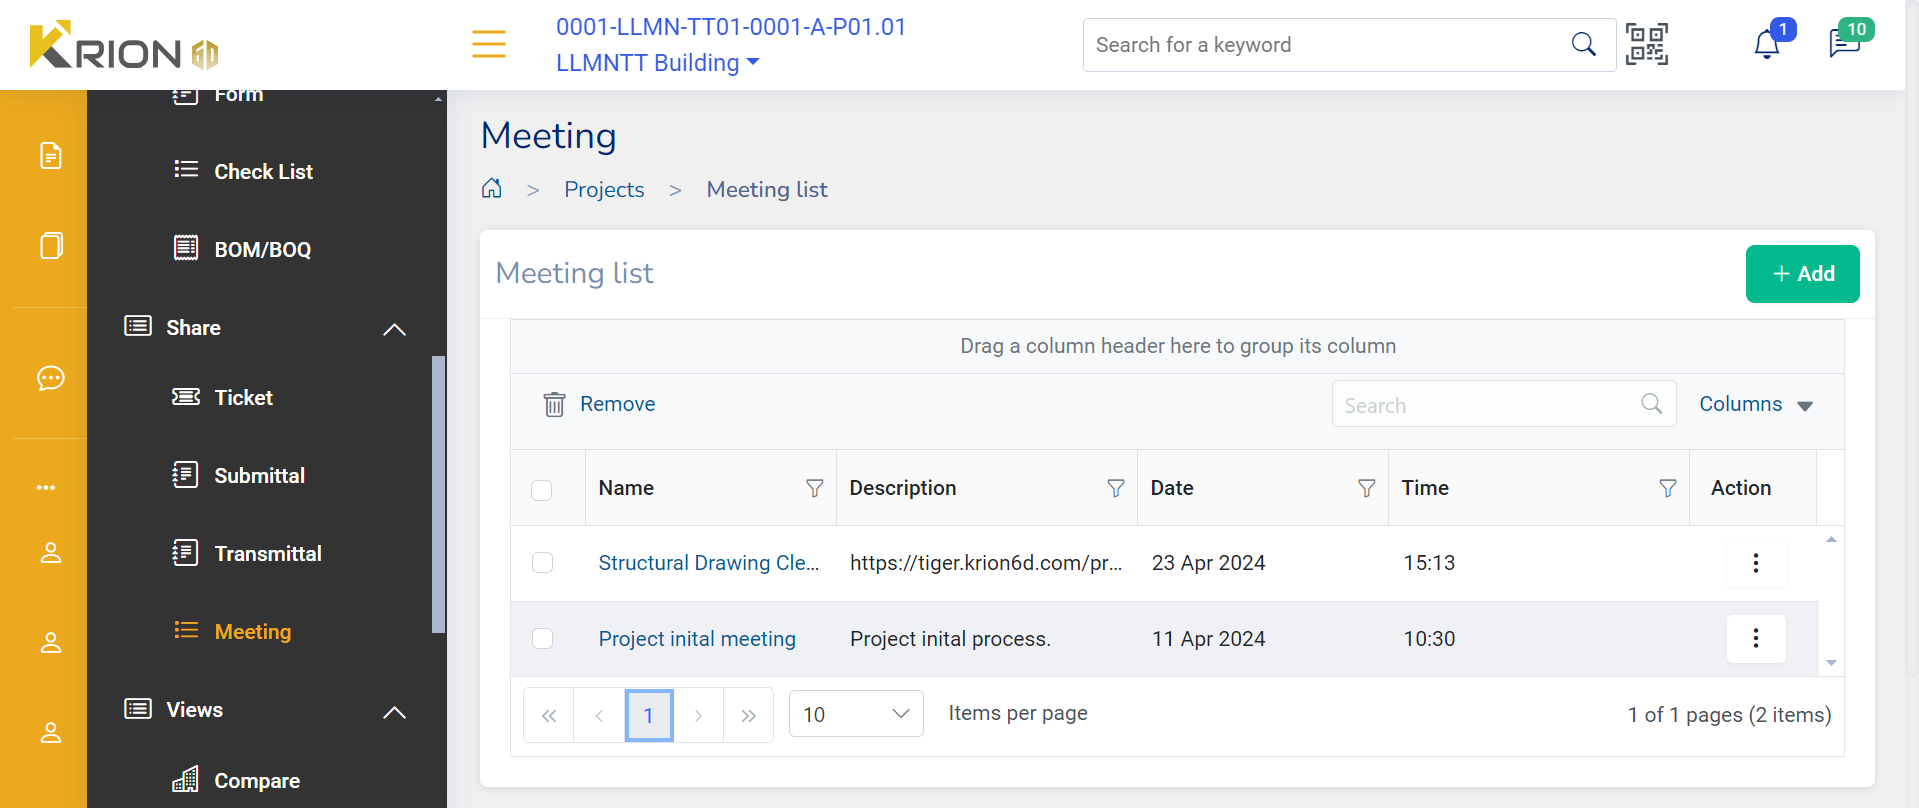 KRION 6D
0001-LLMN-TT01-0001-A-P01.01
LLMNTT Building
Search for a keyword
1
10
Form
Check List
BOM/BOQ
Share
Ticket
Submittal
Transmittal
Meeting
Views
Compare
Meeting
> Projects > Meeting list
Meeting list
+ Add
Drag a column header here to group its column
Remove
Search
Columns
Name Description Date Time Action
Structural Drawing Cle... https://tiger.krion6d.com/pr... 23 Apr 2024 15:13
Project inital meeting Project inital process. 11 Apr 2024 10:30
« ‹ 1 › » 10 Items per page 1 of 1 pages (2 items)